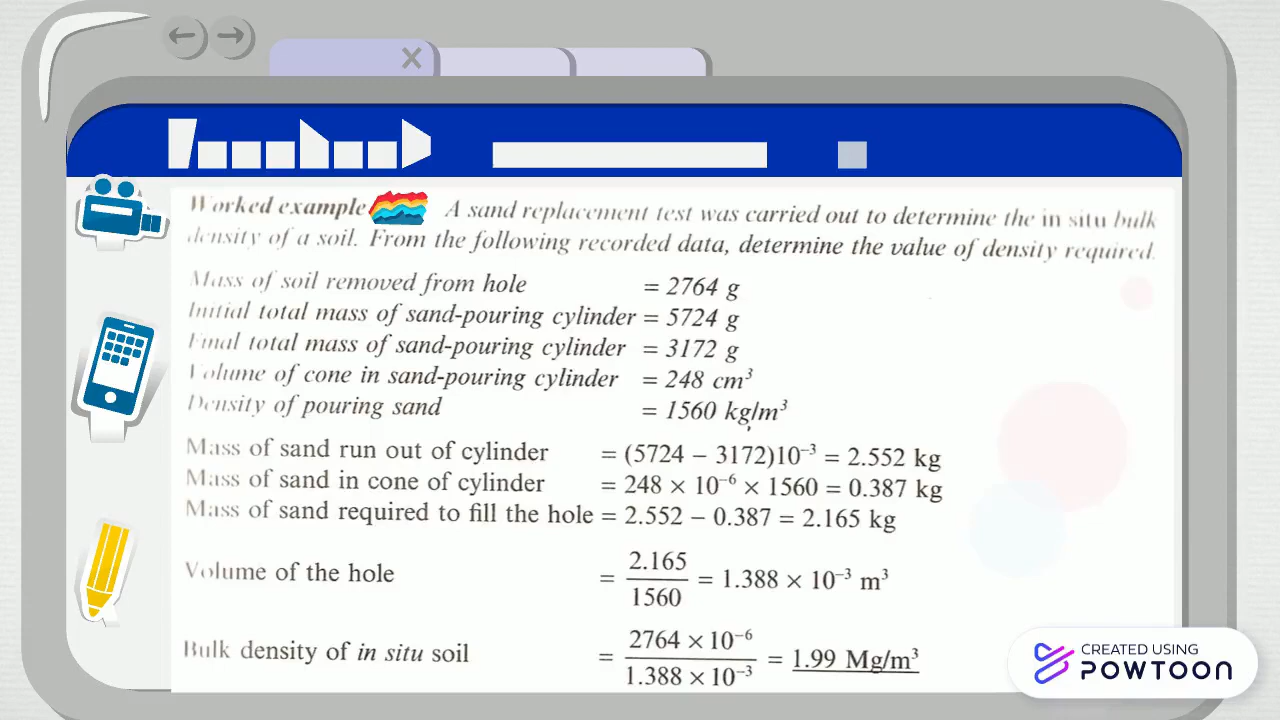 Worked example A sand replacement test was carried out to determine the in situ bulk
density of a soil. From the following recorded data, determine the value of density required.
Mass of soil removed from hole = 2764 g
Initial total mass of sand-pouring cylinder = 5724 g
Final total mass of sand-pouring cylinder = 3172 g
Volume of cone in sand-pouring cylinder = 248 cm³
Density of pouring sand = 1560 kg/m³
Mass of sand run out of cylinder = (5724 − 3172)10⁻³ = 2.552 kg
Mass of sand in cone of cylinder = 248 × 10⁻⁶ × 1560 = 0.387 kg
Mass of sand required to fill the hole = 2.552 − 0.387 = 2.165 kg
Volume of the hole = 2.165 / 1560 = 1.388 × 10⁻³ m³
Bulk density of in situ soil = 2764 × 10⁻⁶ / 1.388 × 10⁻³ = 1.99 Mg/m³
CREATED USING
POWTOON